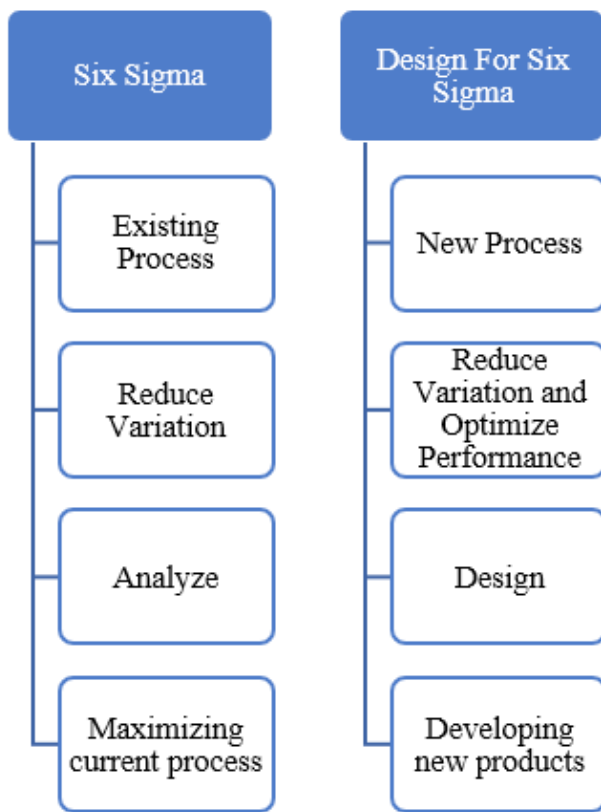 Six Sigma
Existing
Process
Reduce
Variation
Analyze
Maximizing
current process
Design For Six
Sigma
New Process
Reduce
Variation and
Optimize
Performance
Design
Developing
new products